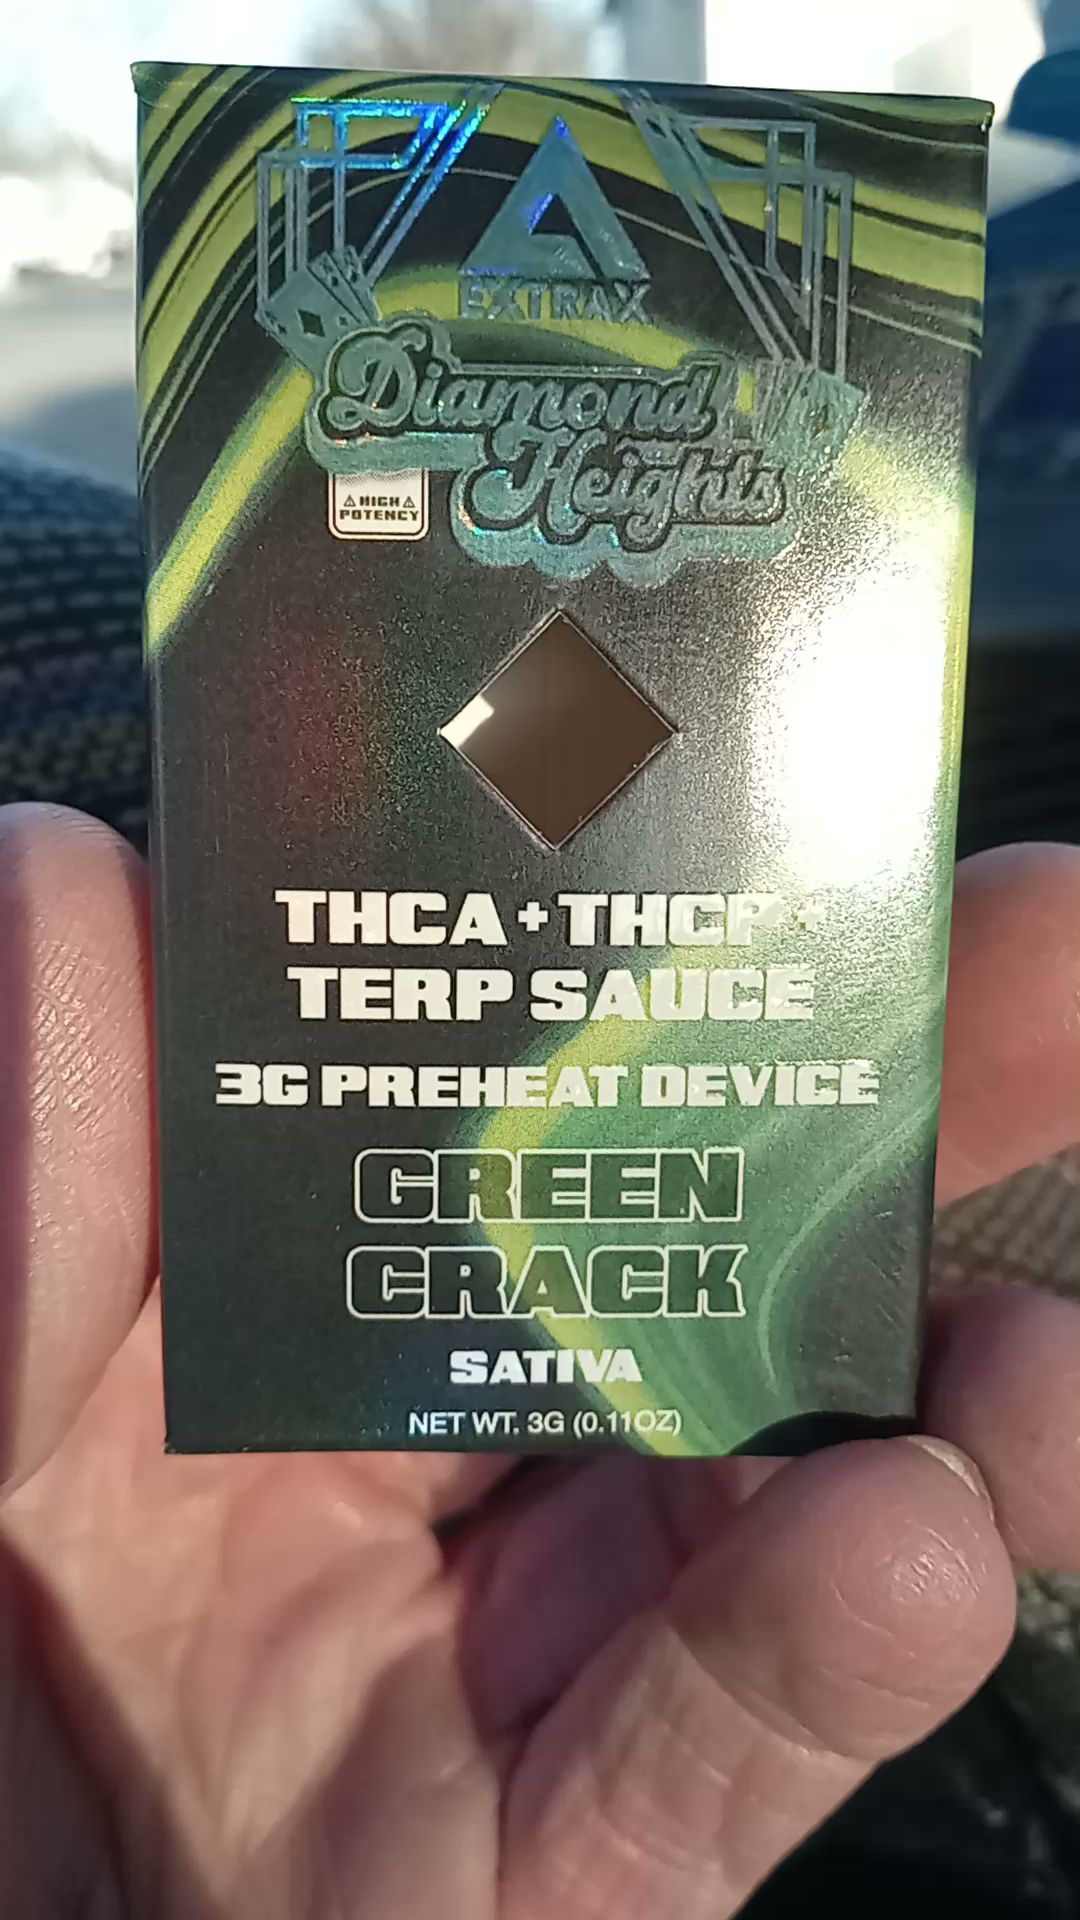 EXTRAX
Diamond
Heights
HIGH
POTENCY
THCA + THCP +
TERP SAUCE
3G PREHEAT DEVICE
GREEN
CRACK
SATIVA
NET WT. 3G (0.11OZ)